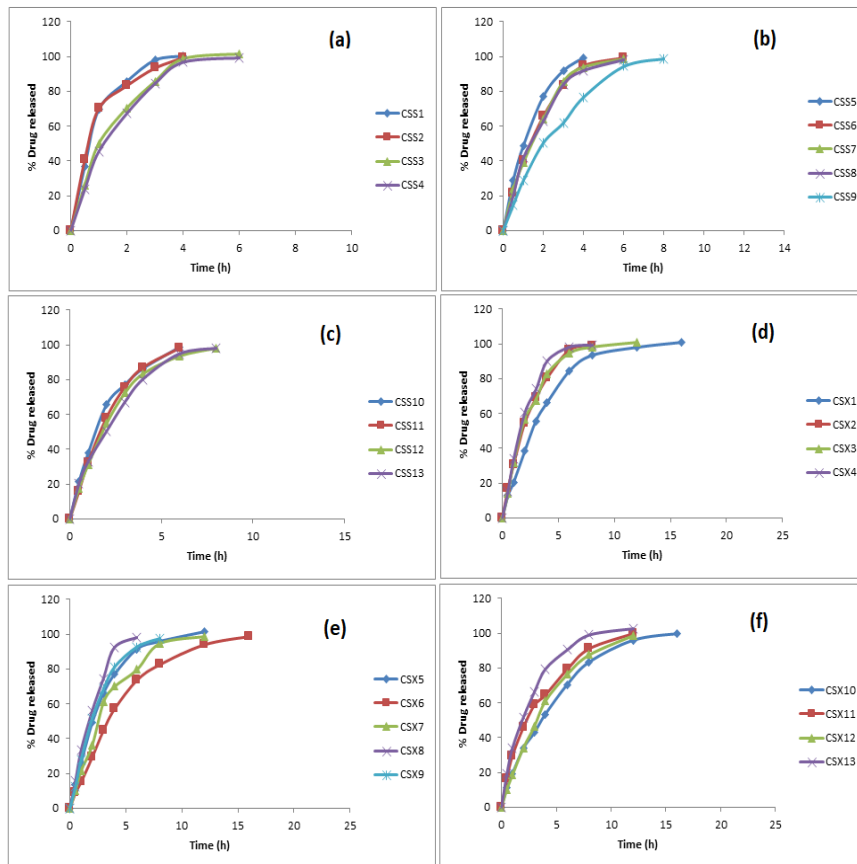 (a)
120
100
80
60
40
20
0
0 2 4 6 8 10
% Drug released
Time (h)
CSS1
CSS2
CSS3
CSS4
(b)
120
100
80
60
40
20
0
0 2 4 6 8 10 12 14
% Drug released
Time (h)
CSS5
CSS6
CSS7
CSS8
CSS9
(c)
120
100
80
60
40
20
0
0 5 10 15
% Drug released
Time (h)
CSS10
CSS11
CSS12
CSS13
(d)
120
100
80
60
40
20
0
0 5 10 15 20 25
% Drug released
Time (h)
CSX1
CSX2
CSX3
CSX4
(e)
120
100
80
60
40
20
0
0 5 10 15 20 25
% Drug released
Time (h)
CSX5
CSX6
CSX7
CSX8
CSX9
(f)
120
100
80
60
40
20
0
0 5 10 15 20 25
% Drug released
Time (h)
CSX10
CSX11
CSX12
CSX13